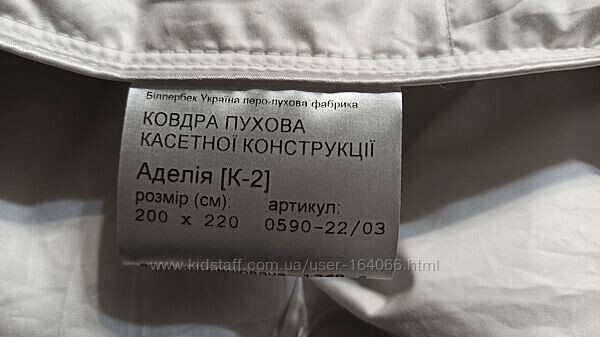 Біллербек Україна перо-пухова фабрика
КОВДРА ПУХОВА
КАСЕТНОЇ КОНСТРУКЦІЇ
Аделія [К-2]
розмір (см): артикул:
200 x 220 0590-22/03
www.kidstaff.com.ua/user-164066.html